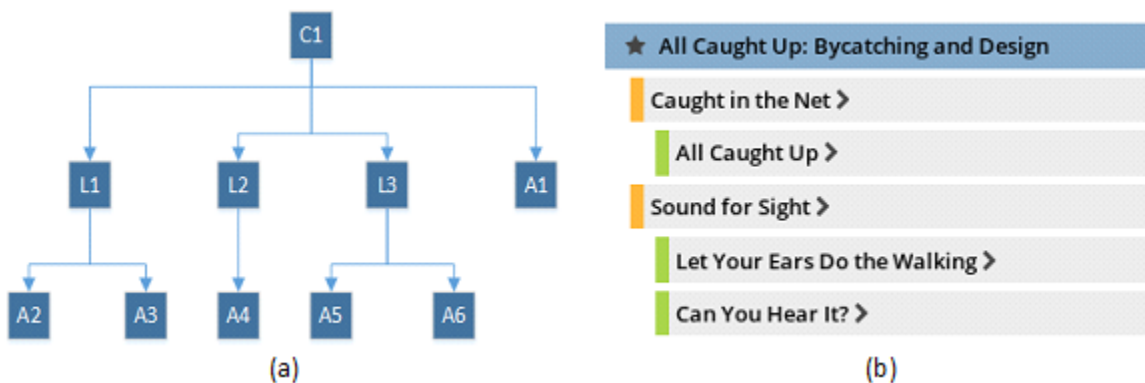 C1
L1
L2
L3
A1
A2
A3
A4
A5
A6
(a)
★ All Caught Up: Bycatching and Design
Caught in the Net >
All Caught Up >
Sound for Sight >
Let Your Ears Do the Walking >
Can You Hear It? >
(b)